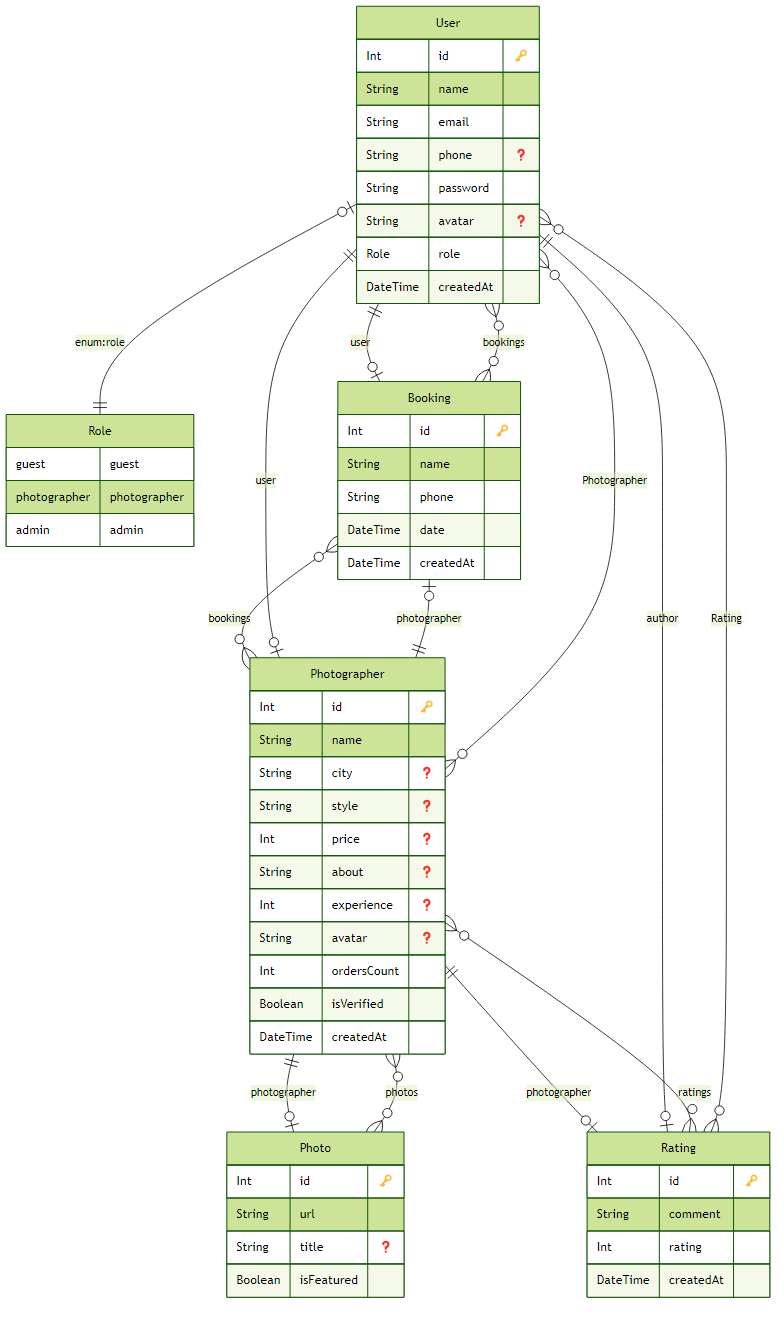 User
Int id 🔑
String name
String email
String phone ❓
String password
String avatar ❓
Role role
DateTime createdAt
enum:role
user
bookings
Role
guest guest
photographer photographer
admin admin
Booking
Int id 🔑
String name
String phone
DateTime date
DateTime createdAt
user
Photographer
bookings
photographer
author
Rating
Photographer
Int id 🔑
String name
String city ❓
String style ❓
Int price ❓
String about ❓
Int experience ❓
String avatar ❓
Int ordersCount
Boolean isVerified
DateTime createdAt
photographer
photos
photographer
ratings
Photo
Int id 🔑
String url
String title ❓
Boolean isFeatured
Rating
Int id 🔑
String comment
Int rating
DateTime createdAt